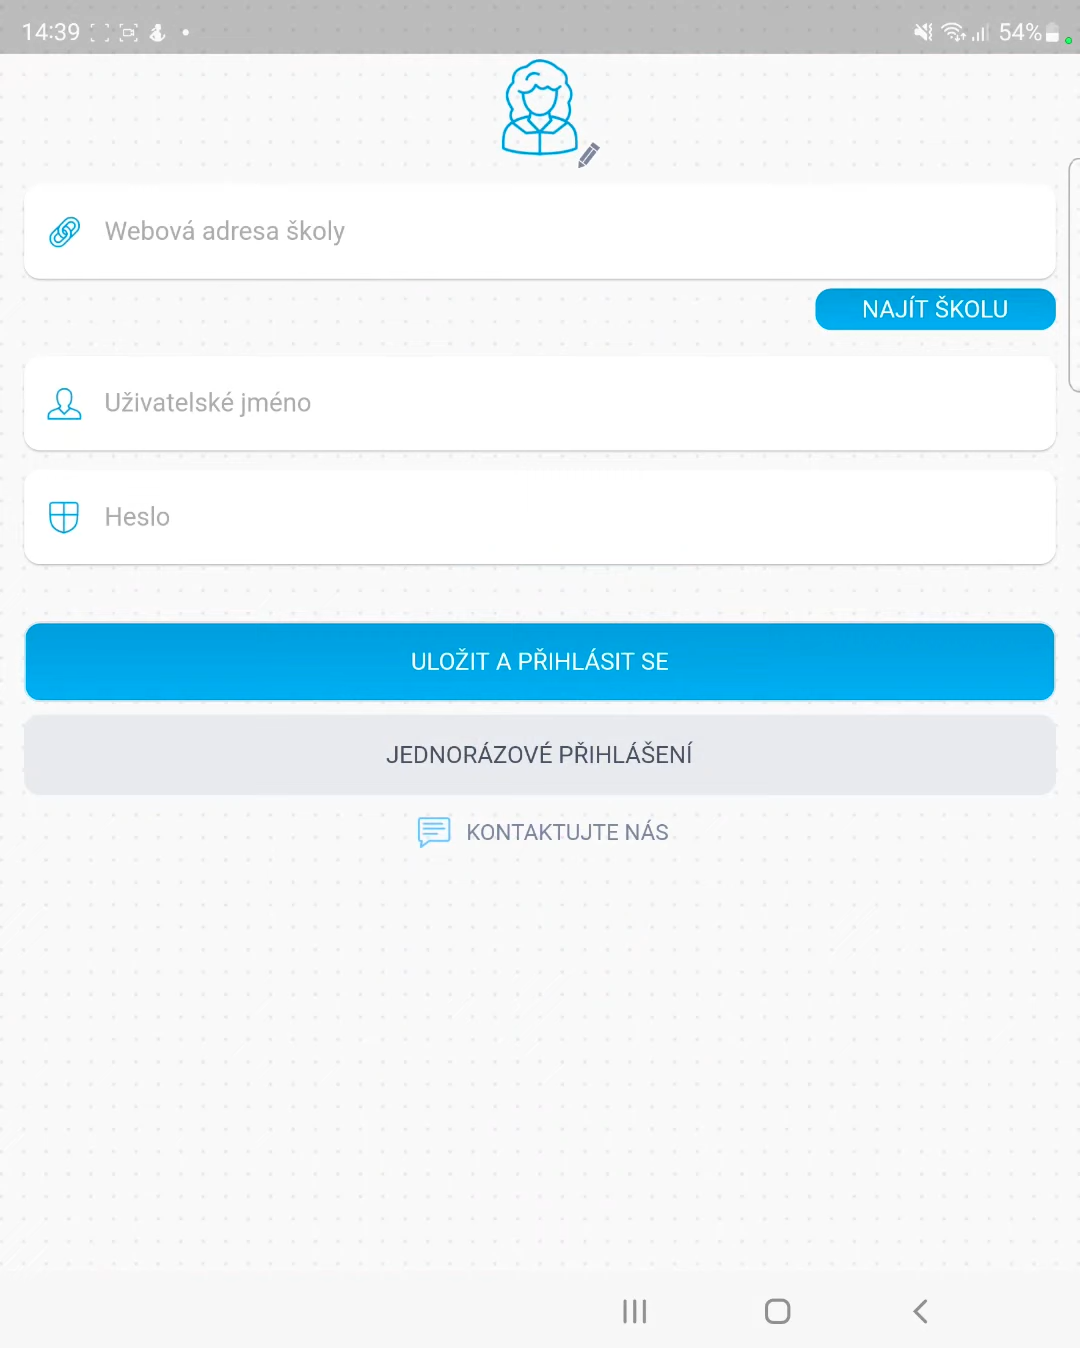 14:39
54%
Webová adresa školy
NAJÍT ŠKOLU
Uživatelské jméno
Heslo
ULOŽIT A PŘIHLÁSIT SE
JEDNORÁZOVÉ PŘIHLÁŠENÍ
KONTAKTUJTE NÁS